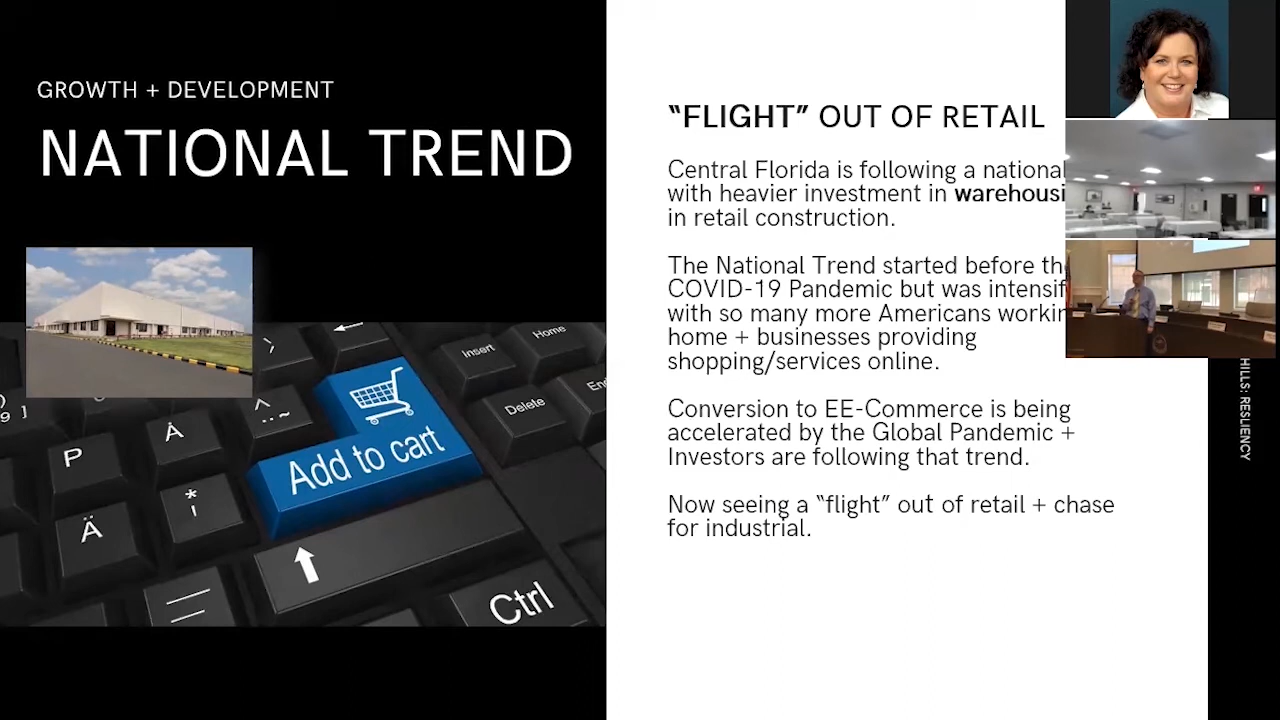 GROWTH + DEVELOPMENT
NATIONAL TREND
“FLIGHT” OUT OF RETAIL
Central Florida is following a national
with heavier investment in warehousi
in retail construction.
The National Trend started before th
COVID-19 Pandemic but was intensif
with so many more Americans workin
home + businesses providing
shopping/services online.
Conversion to EE-Commerce is being
accelerated by the Global Pandemic +
Investors are following that trend.
Now seeing a “flight” out of retail + chase
for industrial.
HILLS: RESLIENCY
Home
Insert
End
Delete
Add to cart
P
Å
Ä
Ctrl